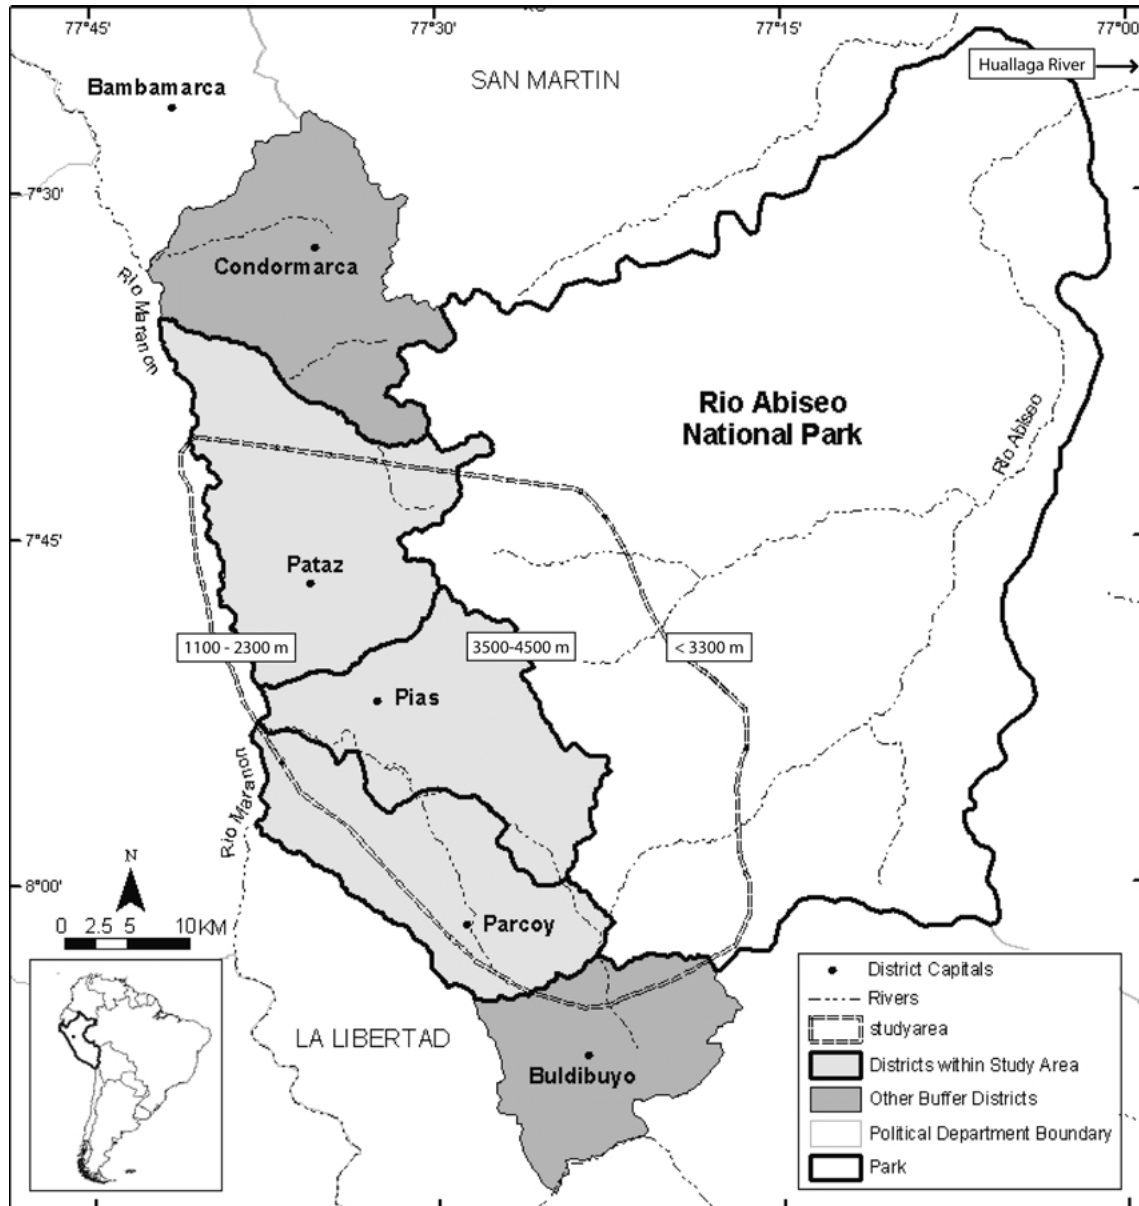 77°45'
77°30'
77°15'
77°00'
Huallaga River
SAN MARTIN
Bambamarca
7°30'
Condormarca
Rio Maranon
Rio Abiseo
National Park
Rio Abiseo
7°45'
Pataz
1100 - 2300 m
3500-4500 m
< 3300 m
Pias
Rio Maranon
8°00'
N
0 2.5 5 10 KM
Parcoy
LA LIBERTAD
Buldibuyo
District Capitals
Rivers
studyarea
Districts within Study Area
Other Buffer Districts
Political Department Boundary
Park